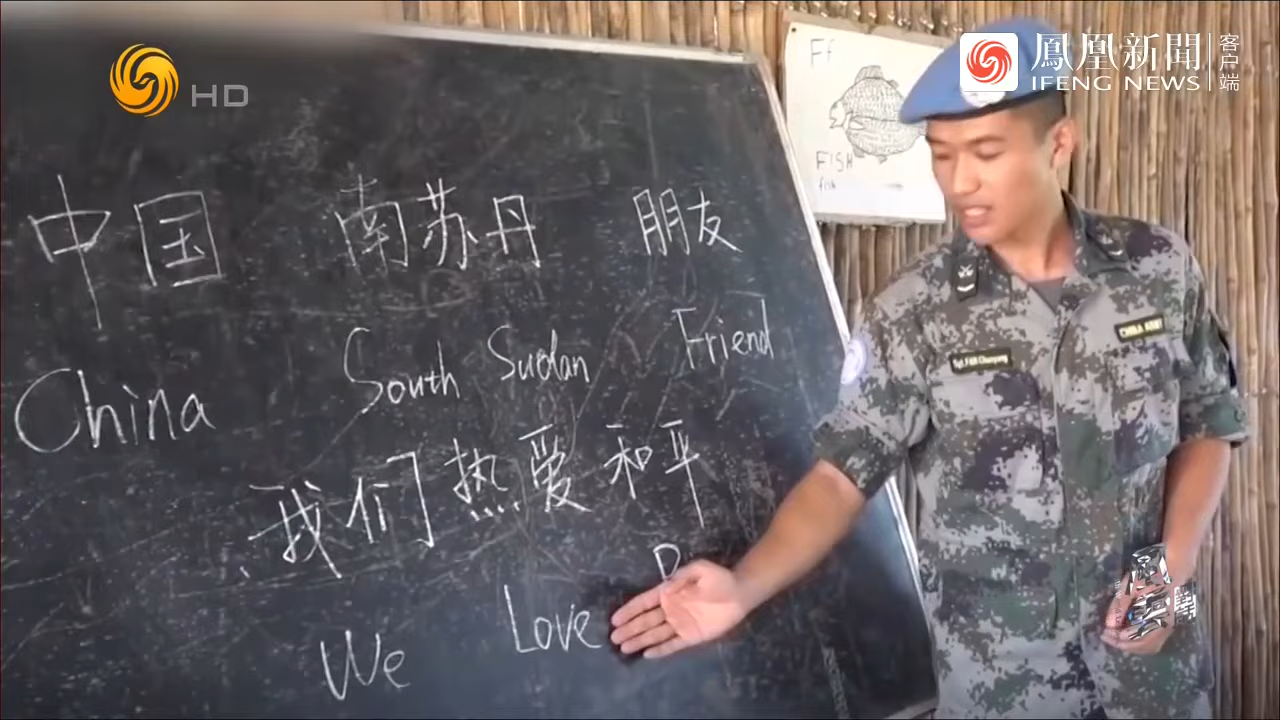 HD
鳳凰新聞 客户端
IFENG NEWS
Ff
FISH
fish
中国 南苏丹 朋友
China South Sudan Friend
我们热爱和平
We Love P
CHINA ARMY